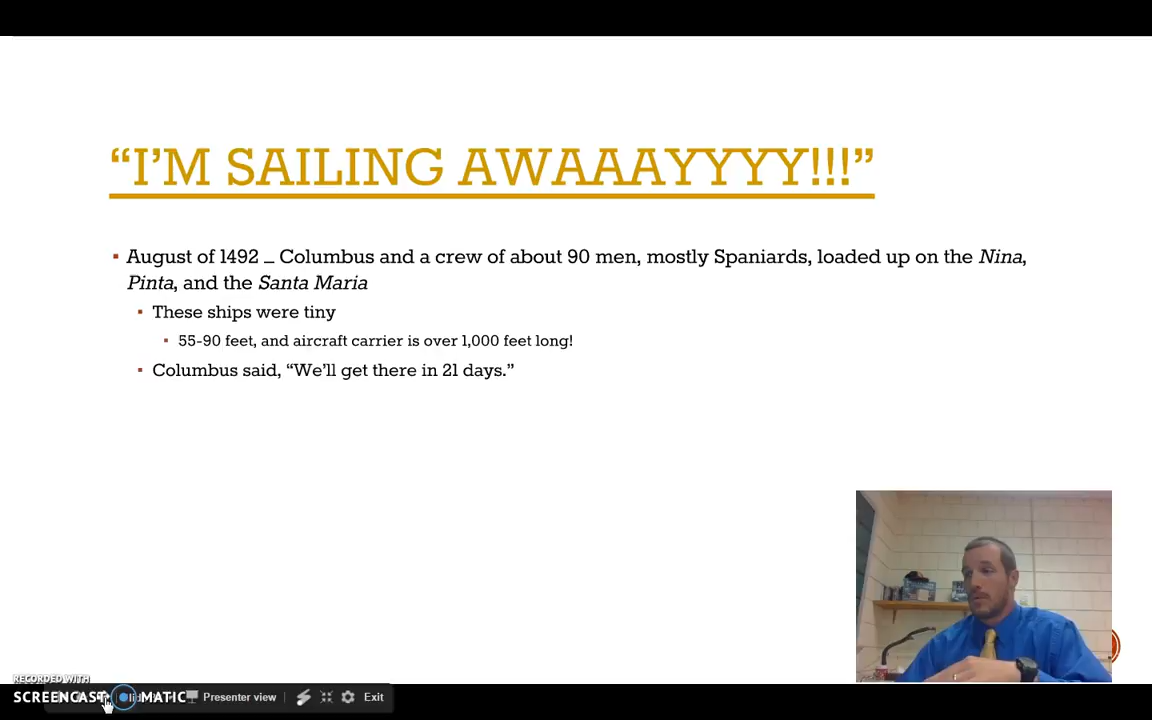 “I’M SAILING AWAAAYYYY!!!”
▪ August of 1492 – Columbus and a crew of about 90 men, mostly Spaniards, loaded up on the Nina,
Pinta, and the Santa Maria
▪ These ships were tiny
▪ 55-90 feet, and aircraft carrier is over 1,000 feet long!
▪ Columbus said, “We’ll get there in 21 days.”
RECORDED WITH
SCREENCAST MATIC
Presenter view
Exit